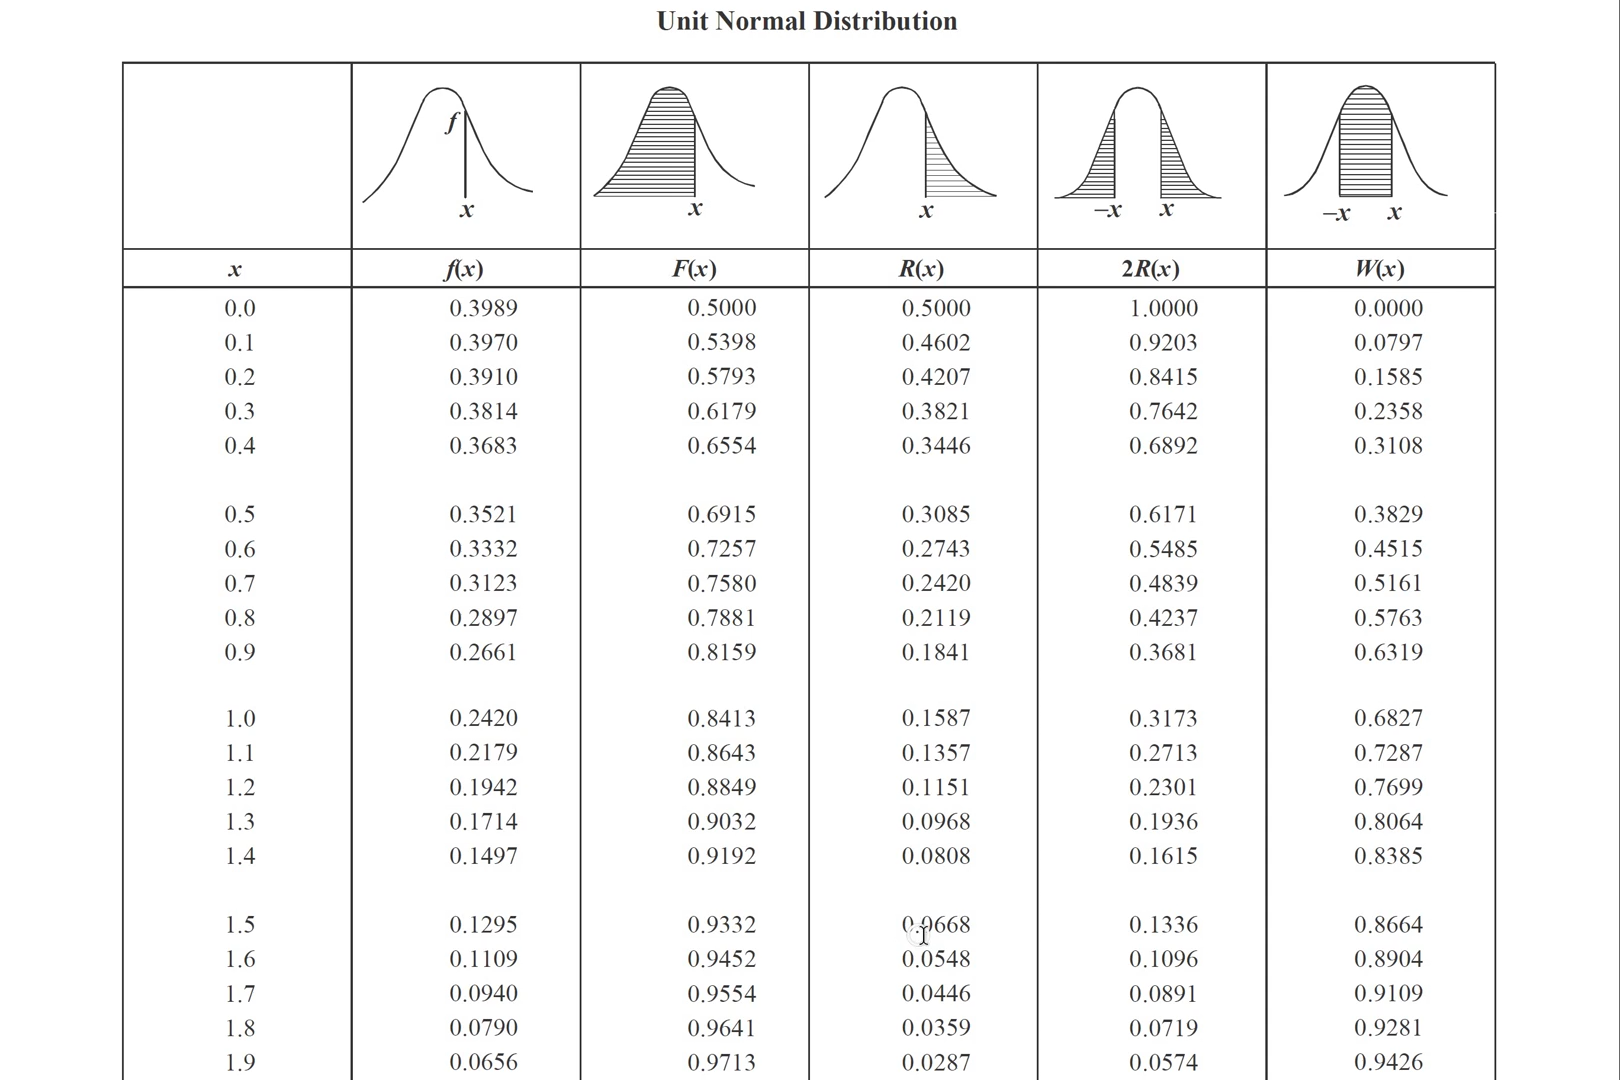 Unit Normal Distribution
f
x
x
x
–x x
–x x
x f(x) F(x) R(x) 2R(x) W(x)
0.0 0.3989 0.5000 0.5000 1.0000 0.0000
0.1 0.3970 0.5398 0.4602 0.9203 0.0797
0.2 0.3910 0.5793 0.4207 0.8415 0.1585
0.3 0.3814 0.6179 0.3821 0.7642 0.2358
0.4 0.3683 0.6554 0.3446 0.6892 0.3108
0.5 0.3521 0.6915 0.3085 0.6171 0.3829
0.6 0.3332 0.7257 0.2743 0.5485 0.4515
0.7 0.3123 0.7580 0.2420 0.4839 0.5161
0.8 0.2897 0.7881 0.2119 0.4237 0.5763
0.9 0.2661 0.8159 0.1841 0.3681 0.6319
1.0 0.2420 0.8413 0.1587 0.3173 0.6827
1.1 0.2179 0.8643 0.1357 0.2713 0.7287
1.2 0.1942 0.8849 0.1151 0.2301 0.7699
1.3 0.1714 0.9032 0.0968 0.1936 0.8064
1.4 0.1497 0.9192 0.0808 0.1615 0.8385
1.5 0.1295 0.9332 0.0668 0.1336 0.8664
1.6 0.1109 0.9452 0.0548 0.1096 0.8904
1.7 0.0940 0.9554 0.0446 0.0891 0.9109
1.8 0.0790 0.9641 0.0359 0.0719 0.9281
1.9 0.0656 0.9713 0.0287 0.0574 0.9426